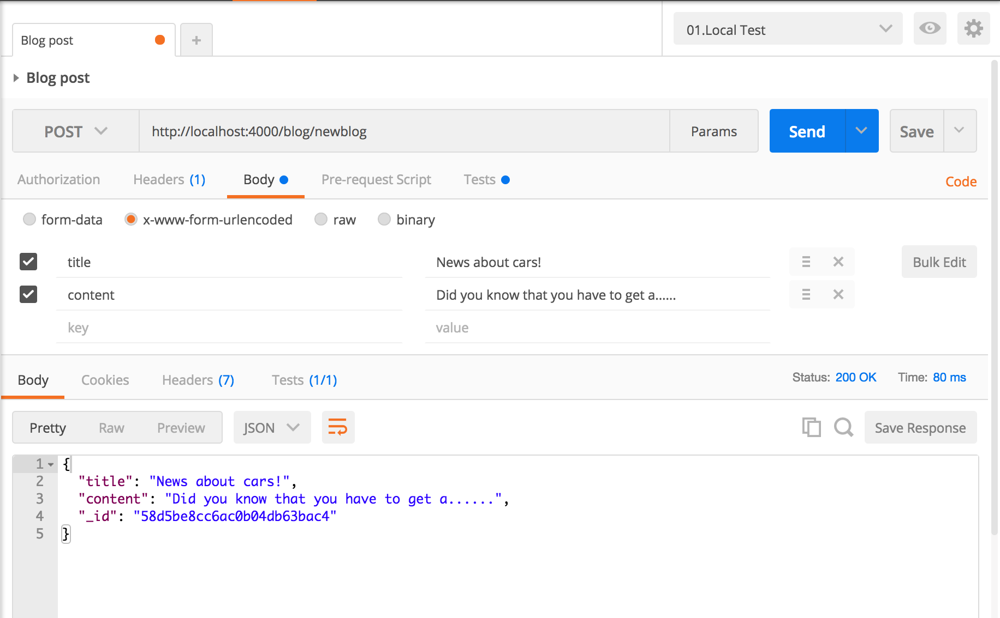 Blog post
+
01.Local Test
Blog post
POST
http://localhost:4000/blog/newblog
Params
Send
Save
Authorization
Headers (1)
Body
Pre-request Script
Tests
Code
form-data
x-www-form-urlencoded
raw
binary
title
News about cars!
Bulk Edit
content
Did you know that you have to get a......
key
value
Body
Cookies
Headers (7)
Tests (1/1)
Status: 200 OK
Time: 80 ms
Pretty
Raw
Preview
JSON
Save Response
1 {
2 "title": "News about cars!",
3 "content": "Did you know that you have to get a......",
4 "_id": "58d5be8cc6ac0b04db63bac4"
5 }